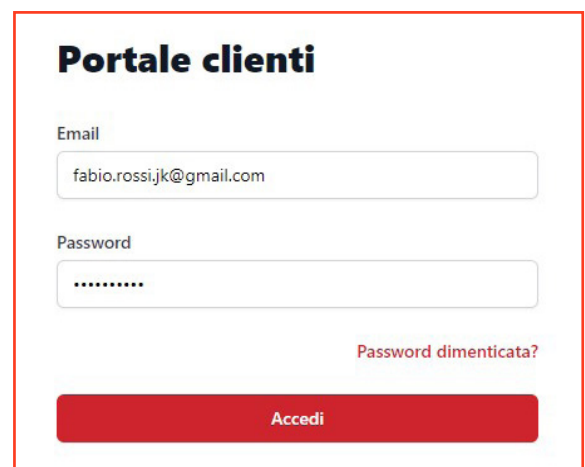 Portale clienti
Email
fabio.rossi.jk@gmail.com
Password
••••••••••
Password dimenticata?
Accedi